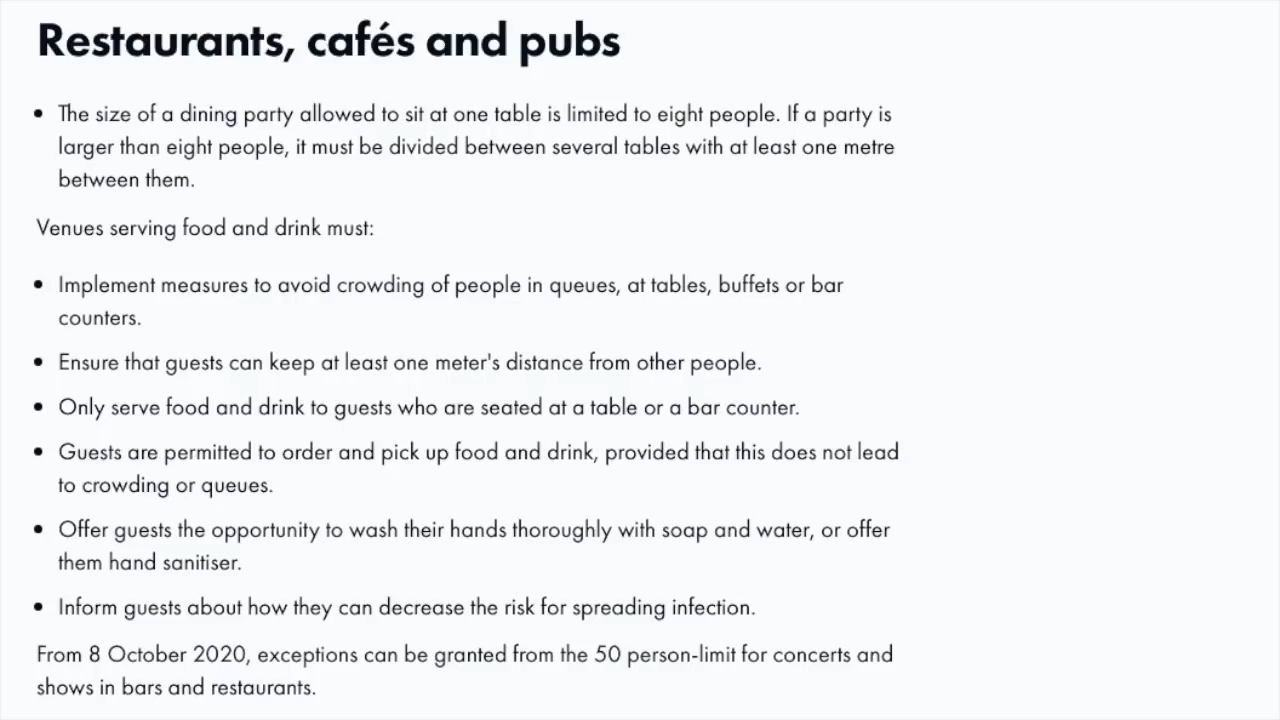 Restaurants, cafés and pubs
• The size of a dining party allowed to sit at one table is limited to eight people. If a party is
larger than eight people, it must be divided between several tables with at least one metre
between them.
Venues serving food and drink must:
• Implement measures to avoid crowding of people in queues, at tables, buffets or bar
counters.
• Ensure that guests can keep at least one meter's distance from other people.
• Only serve food and drink to guests who are seated at a table or a bar counter.
• Guests are permitted to order and pick up food and drink, provided that this does not lead
to crowding or queues.
• Offer guests the opportunity to wash their hands thoroughly with soap and water, or offer
them hand sanitiser.
• Inform guests about how they can decrease the risk for spreading infection.
From 8 October 2020, exceptions can be granted from the 50 person-limit for concerts and
shows in bars and restaurants.